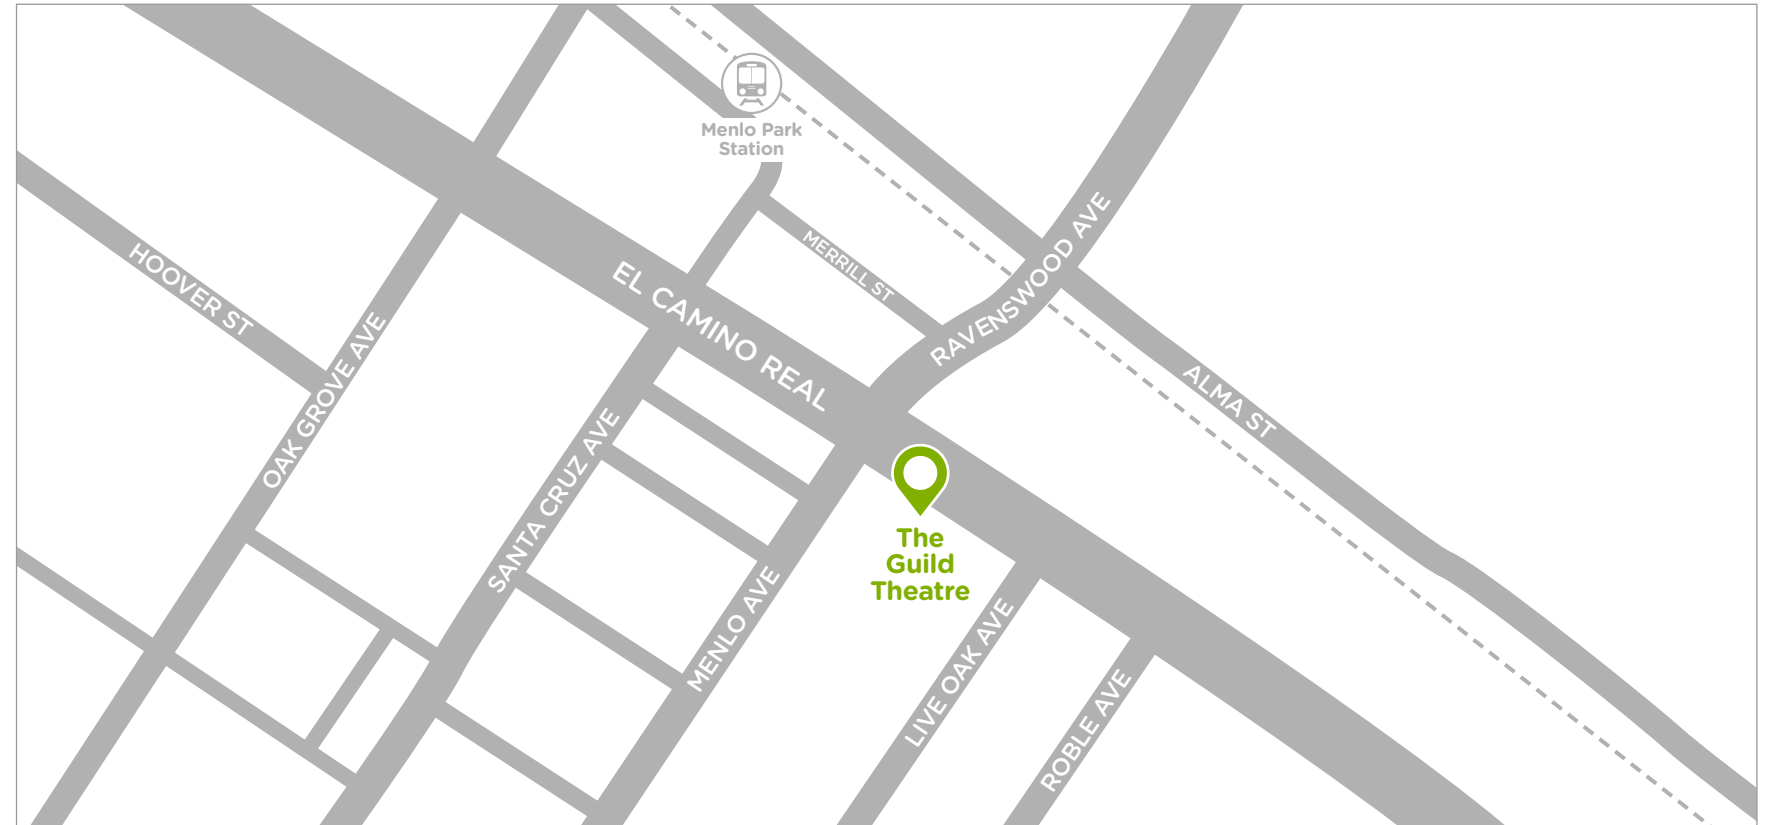 Menlo Park
Station
MERRILL ST
RAVENSWOOD AVE
HOOVER ST
EL CAMINO REAL
OAK GROVE AVE
ALMA ST
SANTA CRUZ AVE
The
Guild
Theatre
MENLO AVE
LIVE OAK AVE
ROBLE AVE